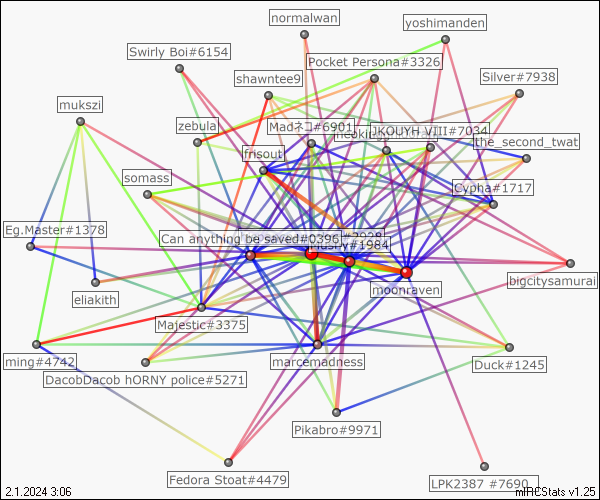 normalwan
yoshimanden
Swirly Boi#6154
Pocket Persona#3326
shawntee9
Silver#7938
mukszi
zebula
Madネコ#6901
JKOUYH VIII#7034
the_second_twat
frisout
somass
Cypha#1717
Eg.Master#1378
Can anything be saved#0396
#1984
bigcitysamurai
eliakith
moonraven
Majestic#3375
ming#4742
marcemadness
Duck#1245
DacobDacob hORNY police#5271
Pikabro#9971
Fedora Stoat#4479
LPK2387 #7690
2.1.2024 3:06
mIRCStats v1.25